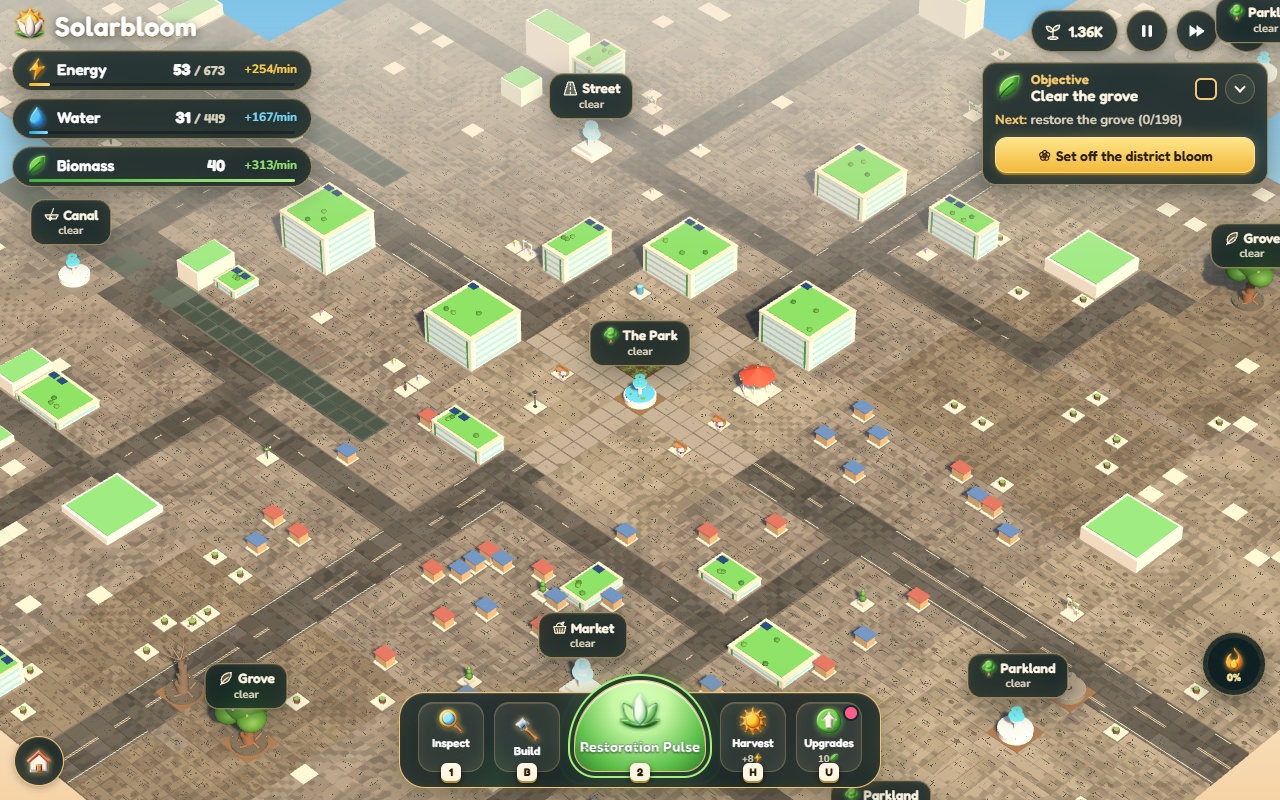 Solarbloom
Energy 53 / 673 +254/min
Water 31 / 449 +167/min
Biomass 40 +313/min
1.36K
clear
Objective
Clear the grove
Next: restore the grove (0/198)
Set off the district bloom
Street
clear
Canal
clear
Grove
clear
The Park
clear
Market
clear
Grove
clear
Parkland
clear
0%
Inspect
1
Build
B
Restoration Pulse
2
Harvest
+8
H
Upgrades
10
U
Parkland